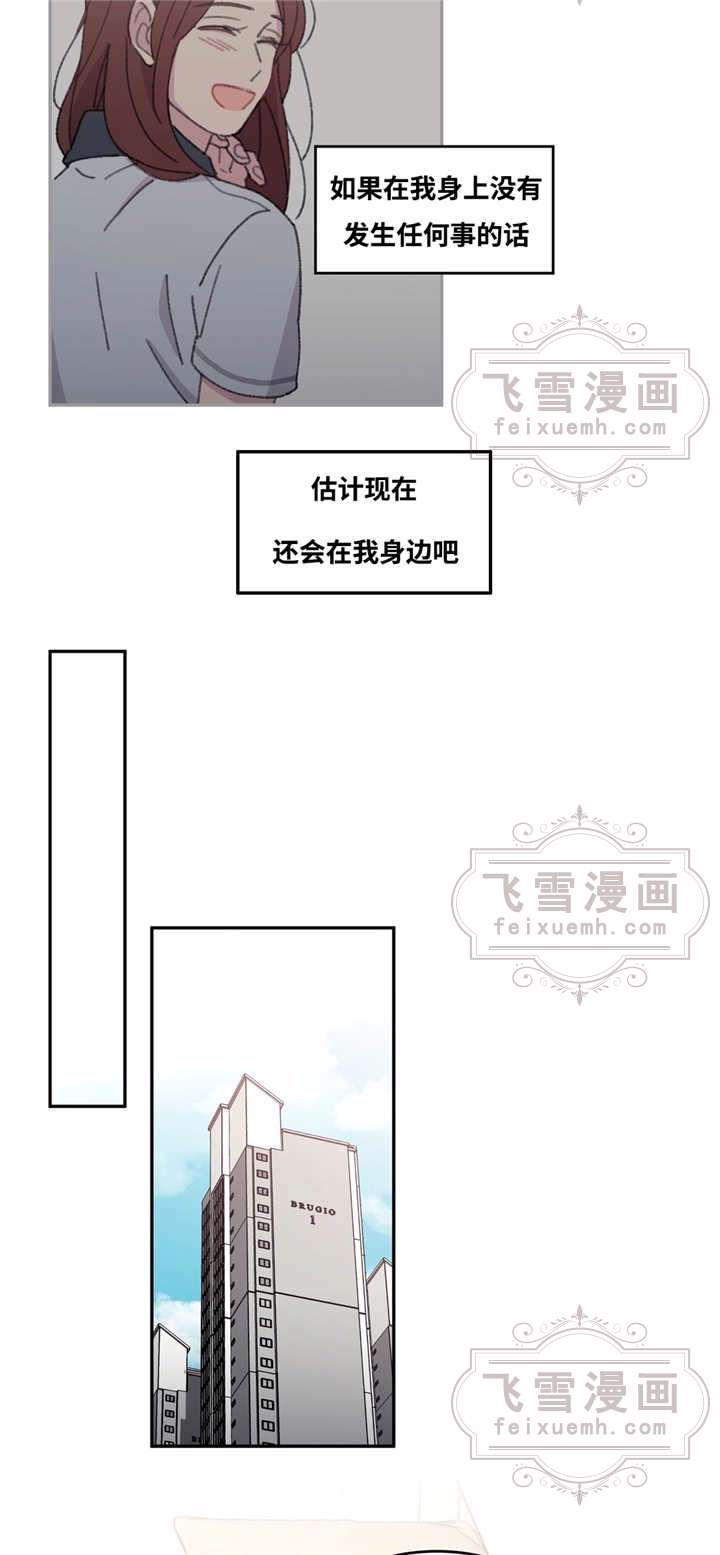 如果在我身上没有
发生任何事的话
飞雪漫画
feixuemh.com
估计现在
还会在我身边吧
飞雪漫画
feixuemh.com
BRUGIO
1
飞雪漫画
feixuemh.com